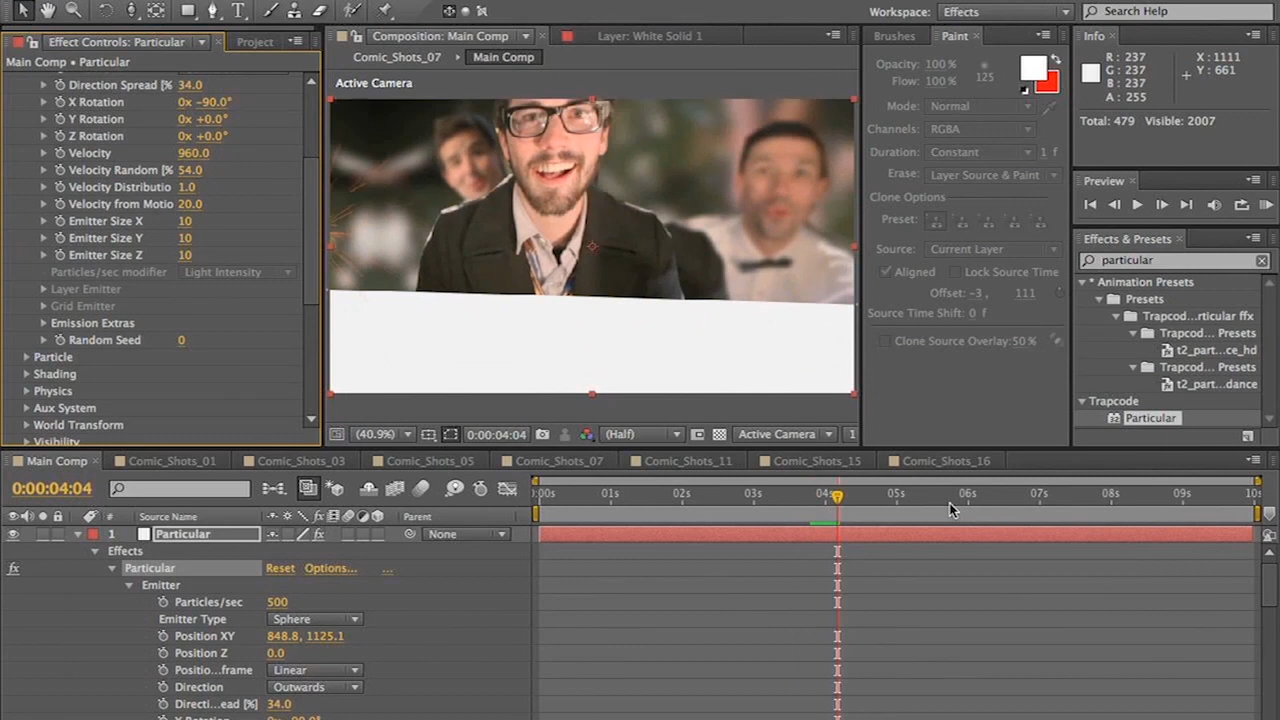 Workspace: Effects
Search Help
Effect Controls: Particular
Project
Main Comp • Particular
Direction Spread [% 34.0
X Rotation 0x -90.0°
Y Rotation 0x +0.0°
Z Rotation 0x +0.0°
Velocity 960.0
Velocity Random [% 54.0
Velocity Distributio 1.0
Velocity from Motio 20.0
Emitter Size X 10
Emitter Size Y 10
Emitter Size Z 10
Particles/sec modifier Light Intensity
Layer Emitter
Grid Emitter
Emission Extras
Random Seed 0
Particle
Shading
Physics
Aux System
World Transform
Visibility
Composition: Main Comp
Layer: White Solid 1
Comic_Shots_07
Main Comp
Active Camera
(40.9%)
0:00:04:04
(Half)
Active Camera
1
Brushes
Paint
Opacity: 100 %
Flow: 100 %
125
Mode: Normal
Channels: RGBA
Duration: Constant 1 f
Erase: Layer Source & Paint
Clone Options
Preset:
Source: Current Layer
Aligned Lock Source Time
Offset: -3 , 111
Source Time Shift: 0 f
Clone Source Overlay: 50 %
Info
R: 237 X: 1111
G: 237 Y: 661
B: 237
A: 255
Total: 479 Visible: 2007
Preview
Effects & Presets
particular
* Animation Presets
Presets
Trapcod...rticular ffx
Trapcod... Presets
t2_part...ce_hd
Trapcod... Presets
t2_part...dance
Trapcode
Particular
Main Comp
Comic_Shots_01
Comic_Shots_03
Comic_Shots_05
Comic_Shots_07
Comic_Shots_11
Comic_Shots_15
Comic_Shots_16
0:00:04:04
:00s 01s 02s 03s 04s 05s 06s 07s 08s 09s 10s
# Source Name
Parent
1 Particular
None
Effects
Particular Reset Options... ...
Emitter
Particles/sec 500
Emitter Type Sphere
Position XY 848.8, 1125.1
Position Z 0.0
Positio...frame Linear
Direction Outwards
Directi...ead [%] 34.0